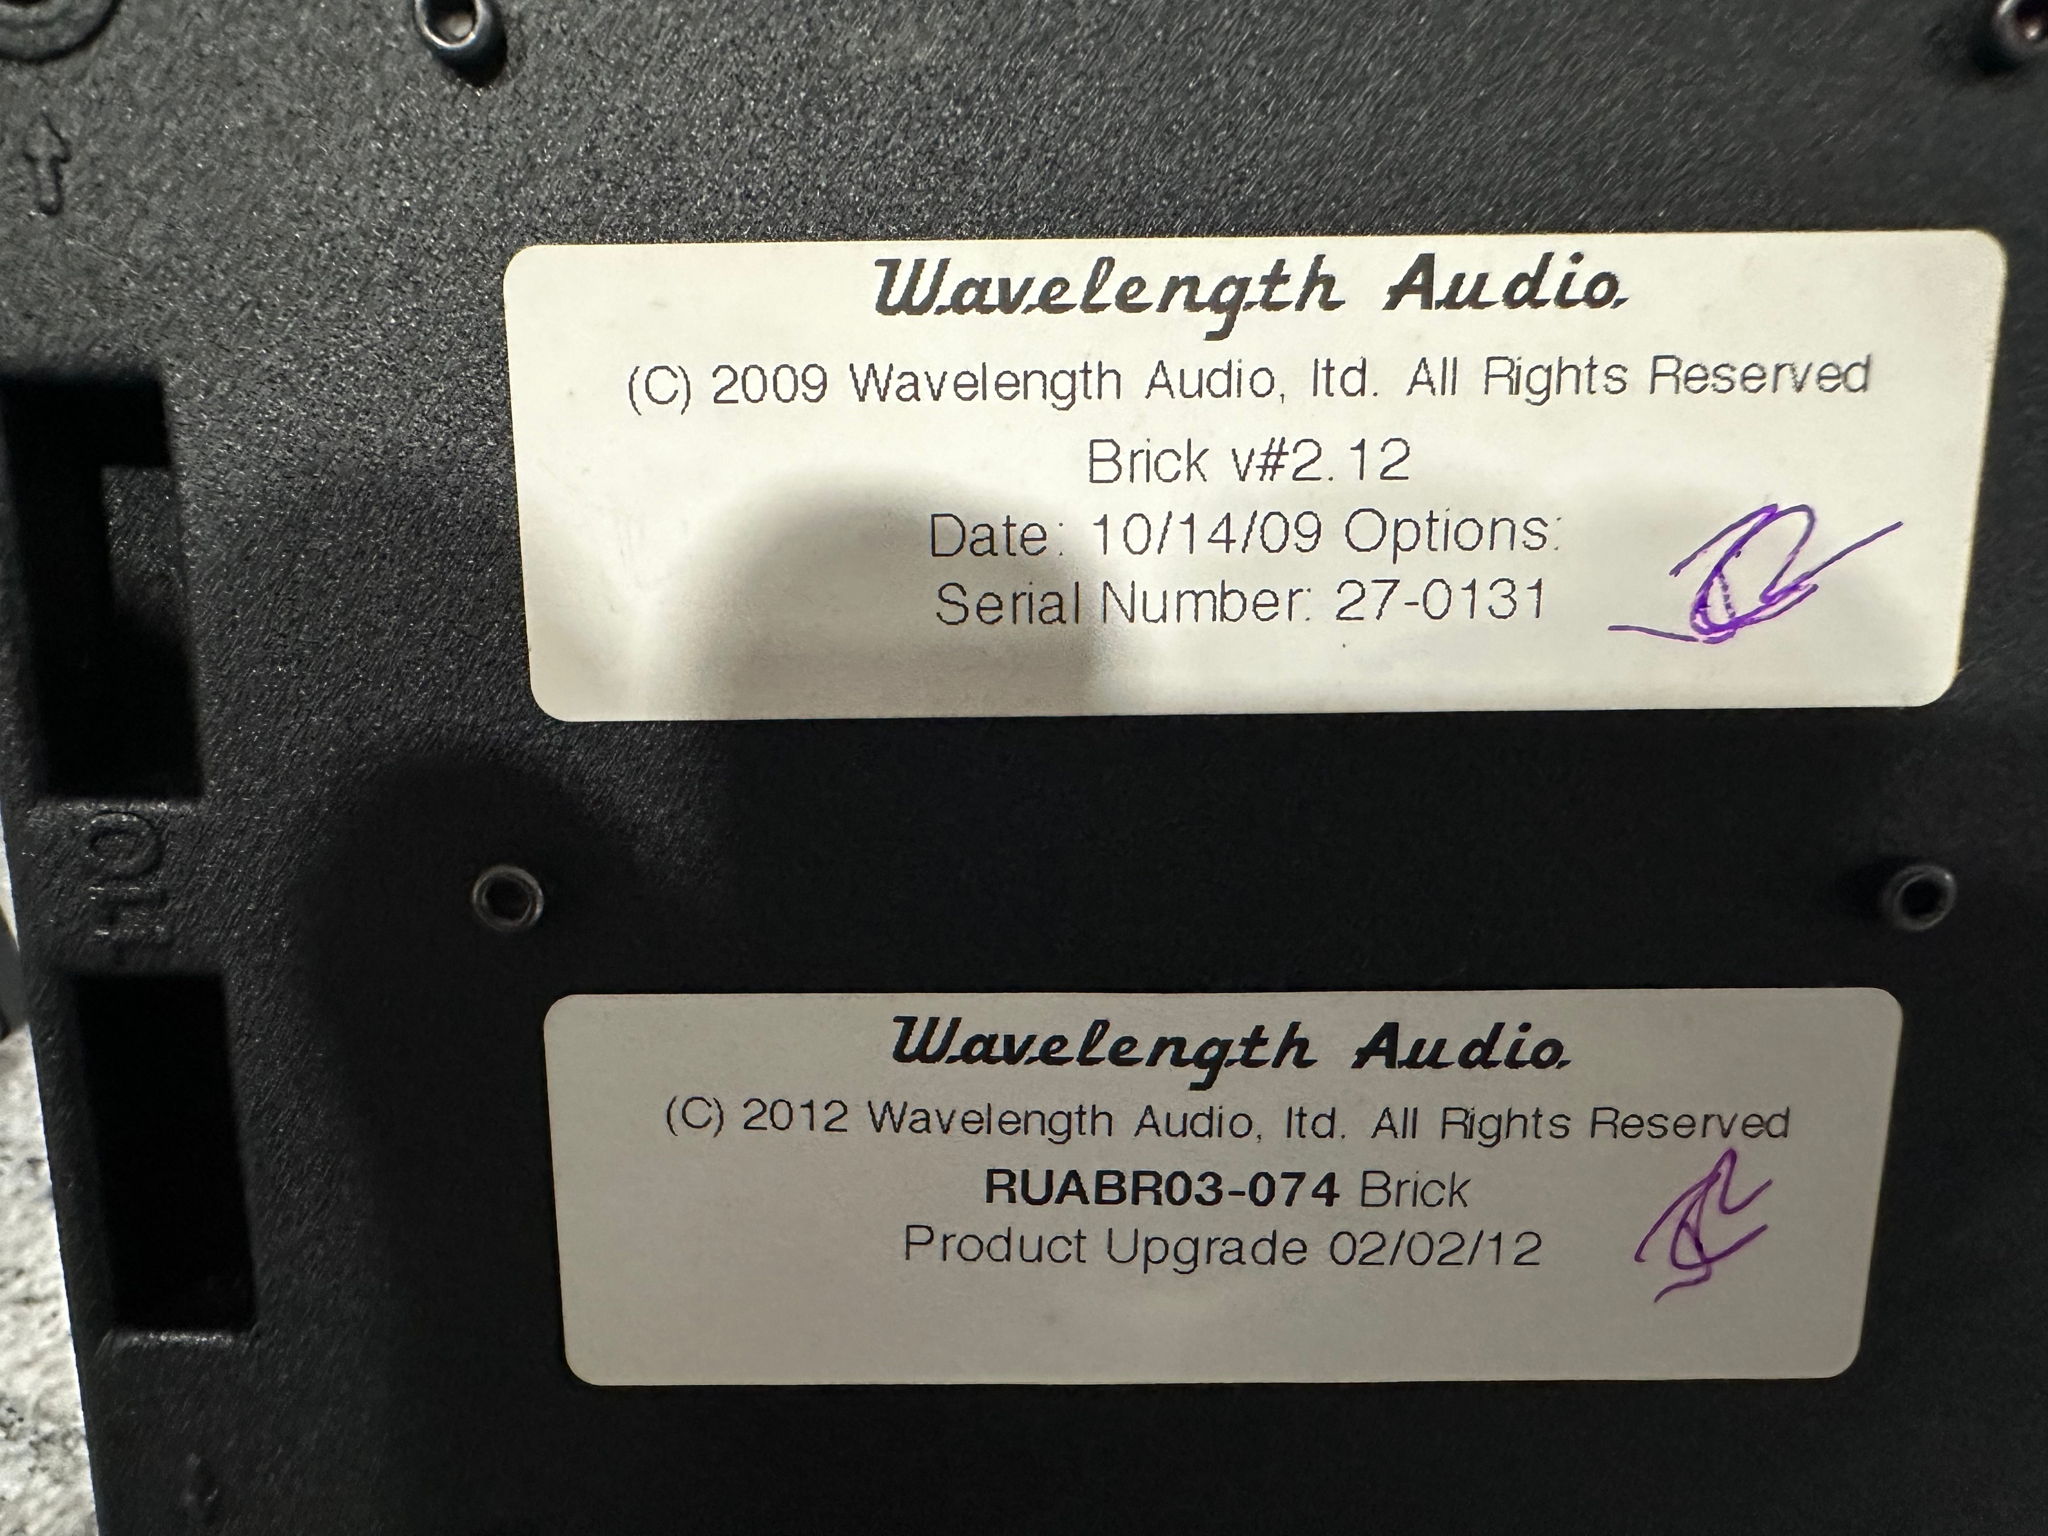 Wavelength Audio
(C) 2009 Wavelength Audio, ltd. All Rights Reserved
Brick v#2.12
Date: 10/14/09 Options:
Serial Number: 27-0131
Wavelength Audio
(C) 2012 Wavelength Audio, ltd. All Rights Reserved
RUABR03-074 Brick
Product Upgrade 02/02/12